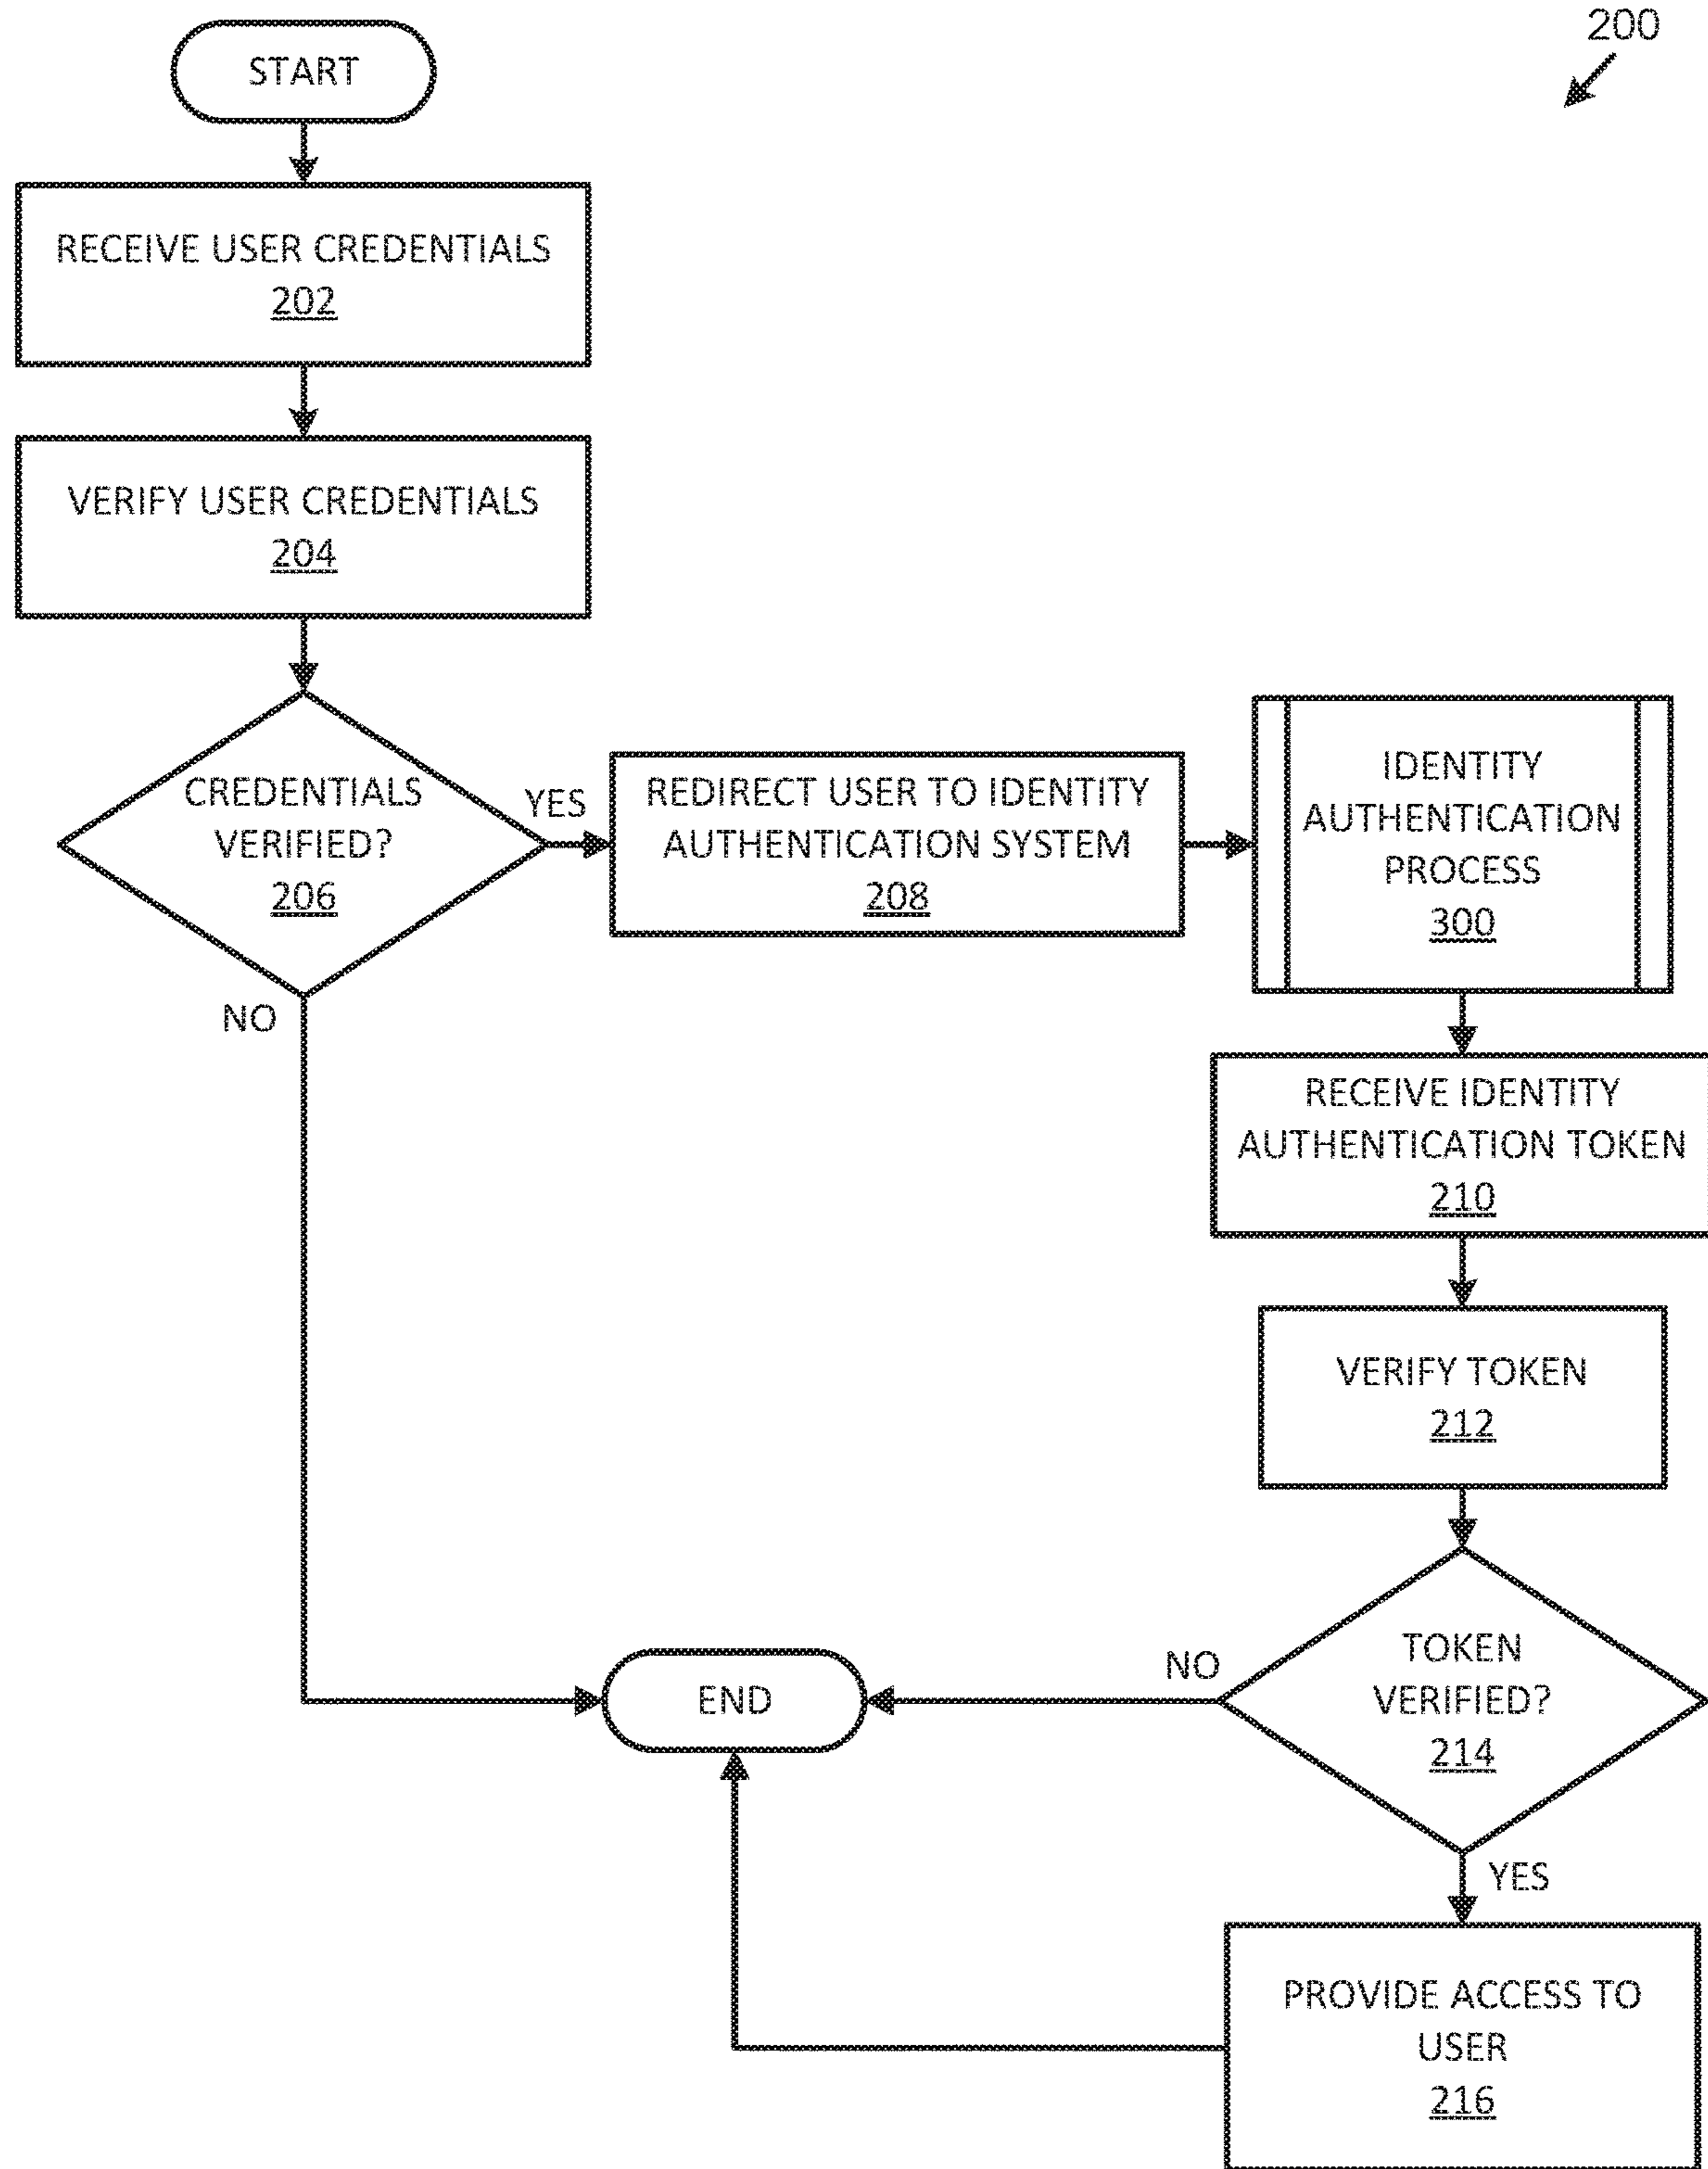 200
START
RECEIVE USER CREDENTIALS
202
VERIFY USER CREDENTIALS
204
CREDENTIALS
VERIFIED?
206
YES
NO
REDIRECT USER TO IDENTITY
AUTHENTICATION SYSTEM
208
IDENTITY
AUTHENTICATION
PROCESS
300
RECEIVE IDENTITY
AUTHENTICATION TOKEN
210
VERIFY TOKEN
212
TOKEN
VERIFIED?
214
NO
END
YES
PROVIDE ACCESS TO
USER
216